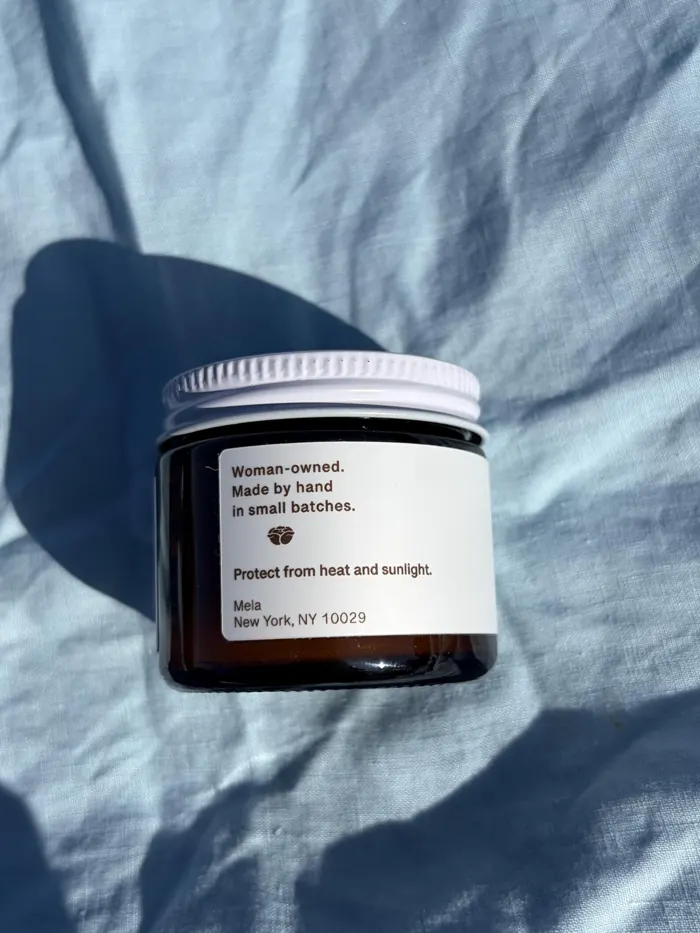 Woman-owned.
Made by hand
in small batches.
Protect from heat and sunlight.
Mela
New York, NY 10029